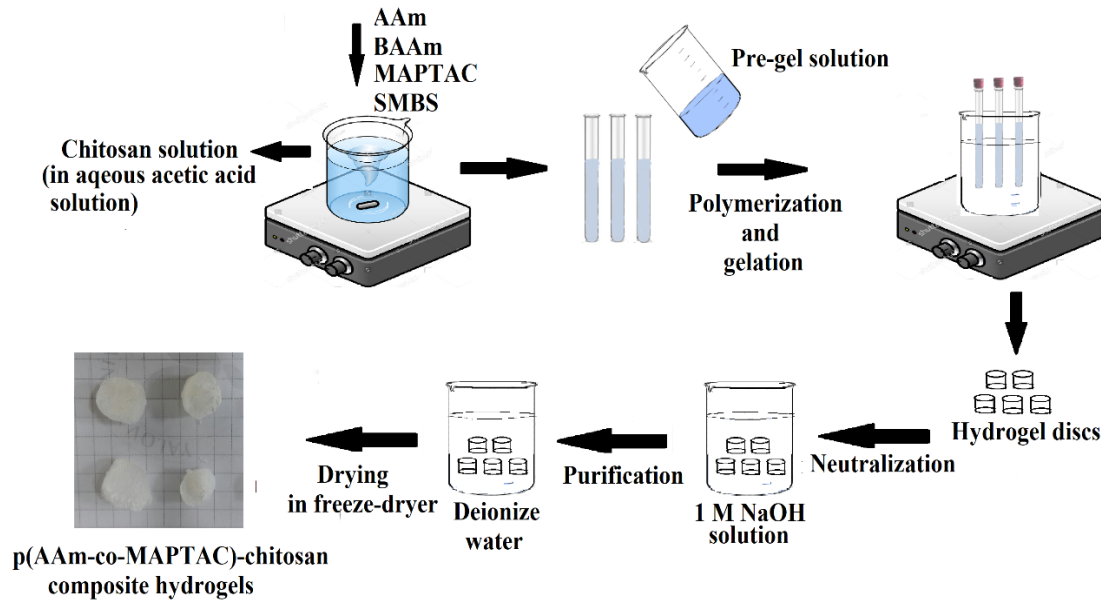 AAm
BAAm
MAPTAC
SMBS
Chitosan solution
(in aqeous acetic acid
solution)
Pre-gel solution
Polymerization
and
gelation
Hydrogel discs
Neutralization
1 M NaOH
solution
Purification
Deionize
water
Drying
in freeze-dryer
p(AAm-co-MAPTAC)-chitosan
composite hydrogels